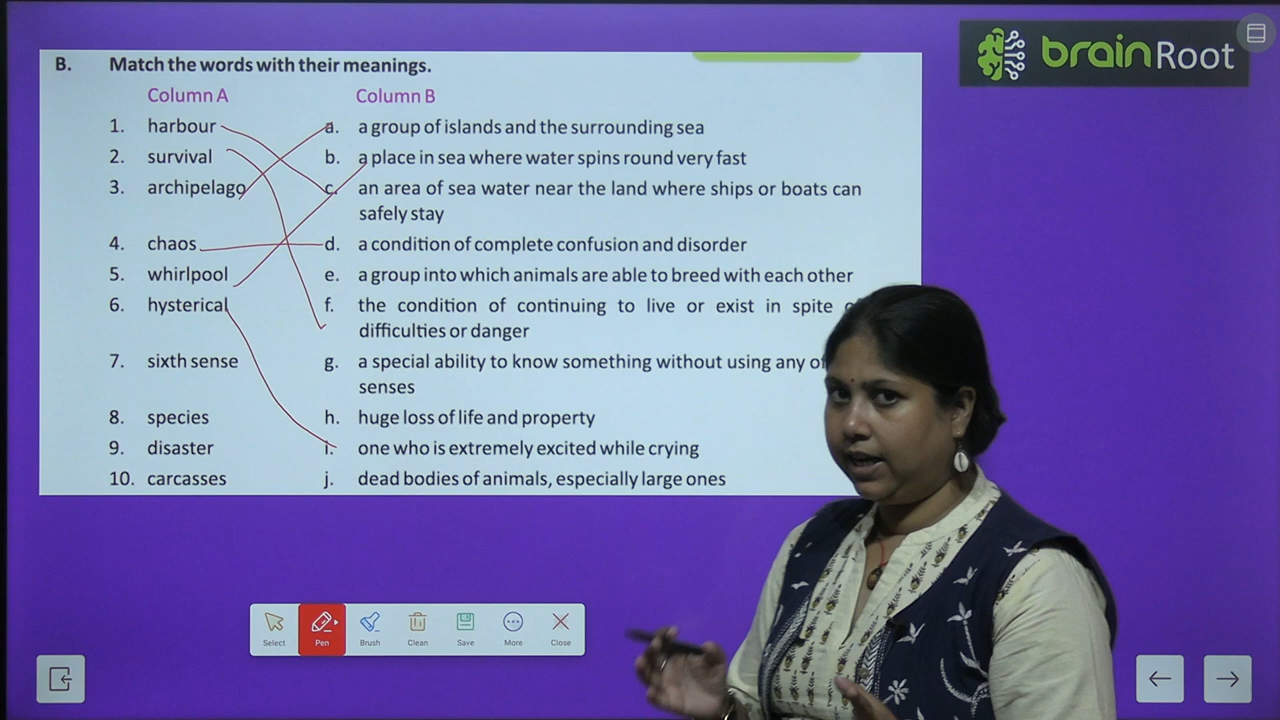 brainRoot
B. Match the words with their meanings.
Column A Column B
1. harbour a. a group of islands and the surrounding sea
2. survival b. a place in sea where water spins round very fast
3. archipelago c. an area of sea water near the land where ships or boats can
safely stay
4. chaos d. a condition of complete confusion and disorder
5. whirlpool e. a group into which animals are able to breed with each other
6. hysterical f. the condition of continuing to live or exist in spite
difficulties or danger
7. sixth sense g. a special ability to know something without using any
senses
8. species h. huge loss of life and property
9. disaster i. one who is extremely excited while crying
10. carcasses j. dead bodies of animals, especially large ones
Select Pen Brush Clean Save More Close